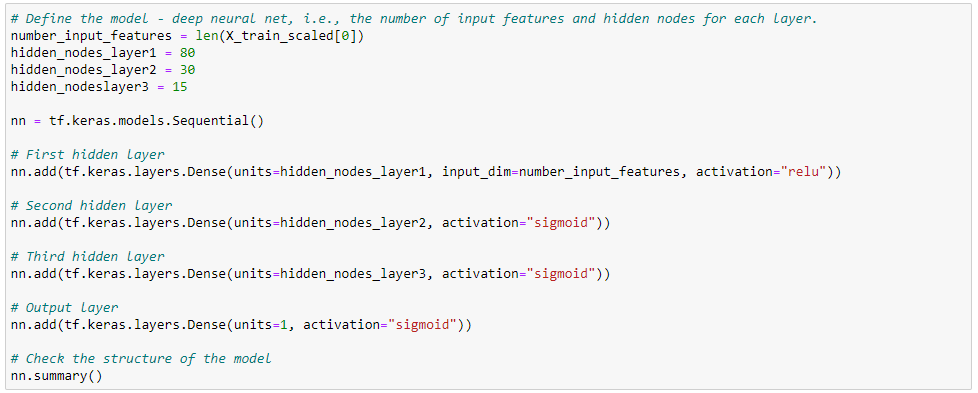 # Define the model - deep neural net, i.e., the number of input features and hidden nodes for each layer.
number_input_features = len(X_train_scaled[0])
hidden_nodes_layer1 = 80
hidden_nodes_layer2 = 30
hidden_nodeslayer3 = 15
nn = tf.keras.models.Sequential()
# First hidden layer
nn.add(tf.keras.layers.Dense(units=hidden_nodes_layer1, input_dim=number_input_features, activation="relu"))
# Second hidden layer
nn.add(tf.keras.layers.Dense(units=hidden_nodes_layer2, activation="sigmoid"))
# Third hidden layer
nn.add(tf.keras.layers.Dense(units=hidden_nodes_layer3, activation="sigmoid"))
# Output layer
nn.add(tf.keras.layers.Dense(units=1, activation="sigmoid"))
# Check the structure of the model
nn.summary()